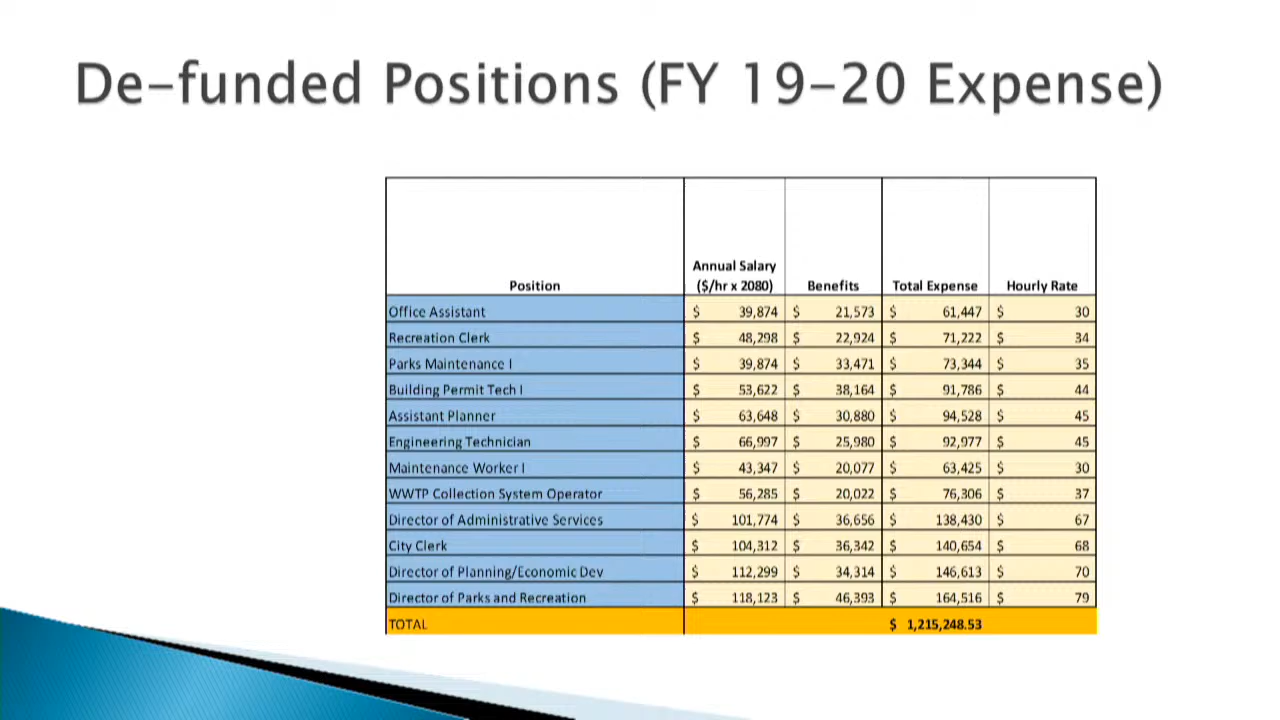 De-funded Positions (FY 19-20 Expense)
Position Annual Salary ($/hr x 2080) Benefits Total Expense Hourly Rate
Office Assistant $ 39,874 $ 21,573 $ 61,447 $ 30
Recreation Clerk $ 48,298 $ 22,924 $ 71,222 $ 34
Parks Maintenance I $ 39,874 $ 33,471 $ 73,344 $ 35
Building Permit Tech I $ 53,622 $ 38,164 $ 91,786 $ 44
Assistant Planner $ 63,648 $ 30,880 $ 94,528 $ 45
Engineering Technician $ 66,997 $ 25,980 $ 92,977 $ 45
Maintenance Worker I $ 43,347 $ 20,077 $ 63,425 $ 30
WWTP Collection System Operator $ 56,285 $ 20,022 $ 76,306 $ 37
Director of Administrative Services $ 101,774 $ 36,656 $ 138,430 $ 67
City Clerk $ 104,312 $ 36,342 $ 140,654 $ 68
Director of Planning/Economic Dev $ 112,299 $ 34,314 $ 146,613 $ 70
Director of Parks and Recreation $ 118,123 $ 46,393 $ 164,516 $ 79
TOTAL $ 1,215,248.53